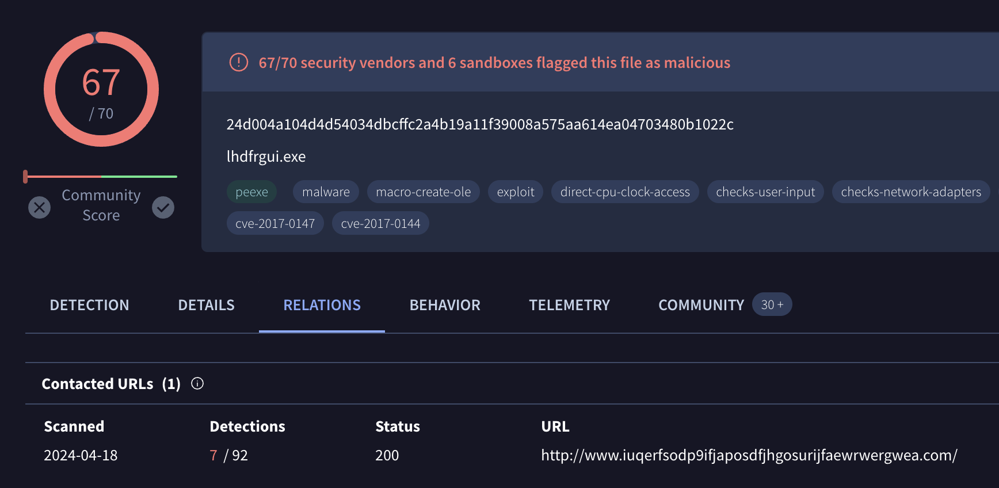 67
/ 70
Community
Score
67/70 security vendors and 6 sandboxes flagged this file as malicious
24d004a104d4d54034dbcffc2a4b19a11f39008a575aa614ea04703480b1022c
lhdfrgui.exe
peexe malware macro-create-ole exploit direct-cpu-clock-access checks-user-input checks-network-adapters
cve-2017-0147 cve-2017-0144
DETECTION DETAILS RELATIONS BEHAVIOR TELEMETRY COMMUNITY 30 +
Contacted URLs (1)
Scanned Detections Status URL
2024-04-18 7 / 92 200 http://www.iuqerfsodp9ifjaposdfjhgosurijfaewrwergwea.com/